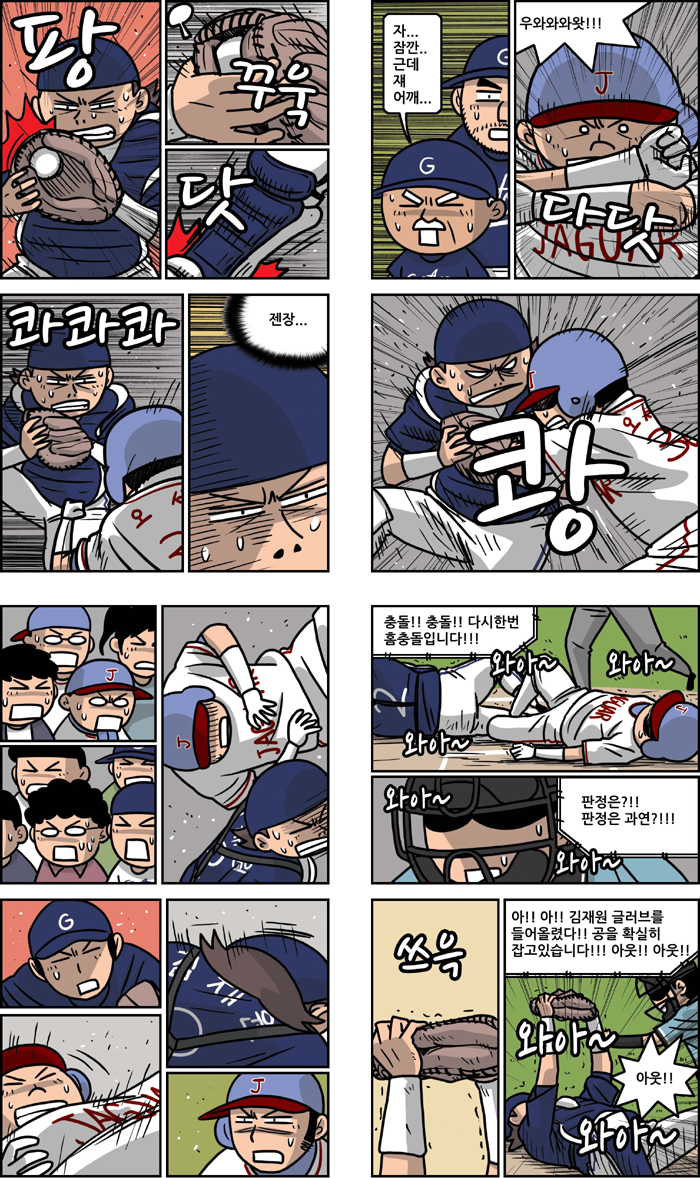 팡
꾸욱
닷
자...
잠깐..
근데
쟤
어깨...
G
G
우와와와왓!!!
J
다닷
JAGUAR
콰콰콰
젠장...
J
쾅
J
J
JAGUAR
충돌!! 충돌!! 다시한번
홈충돌입니다!!!
와아~
와아~
와아~
와아~
판정은?!!
판정은 과연?!!!
와아~
G
J
쓰윽
아!! 아!! 김재원 글러브를
들어올렸다!! 공을 확실히
잡고있습니다!!! 아웃!! 아웃!!
와아~
아웃!!
와아~